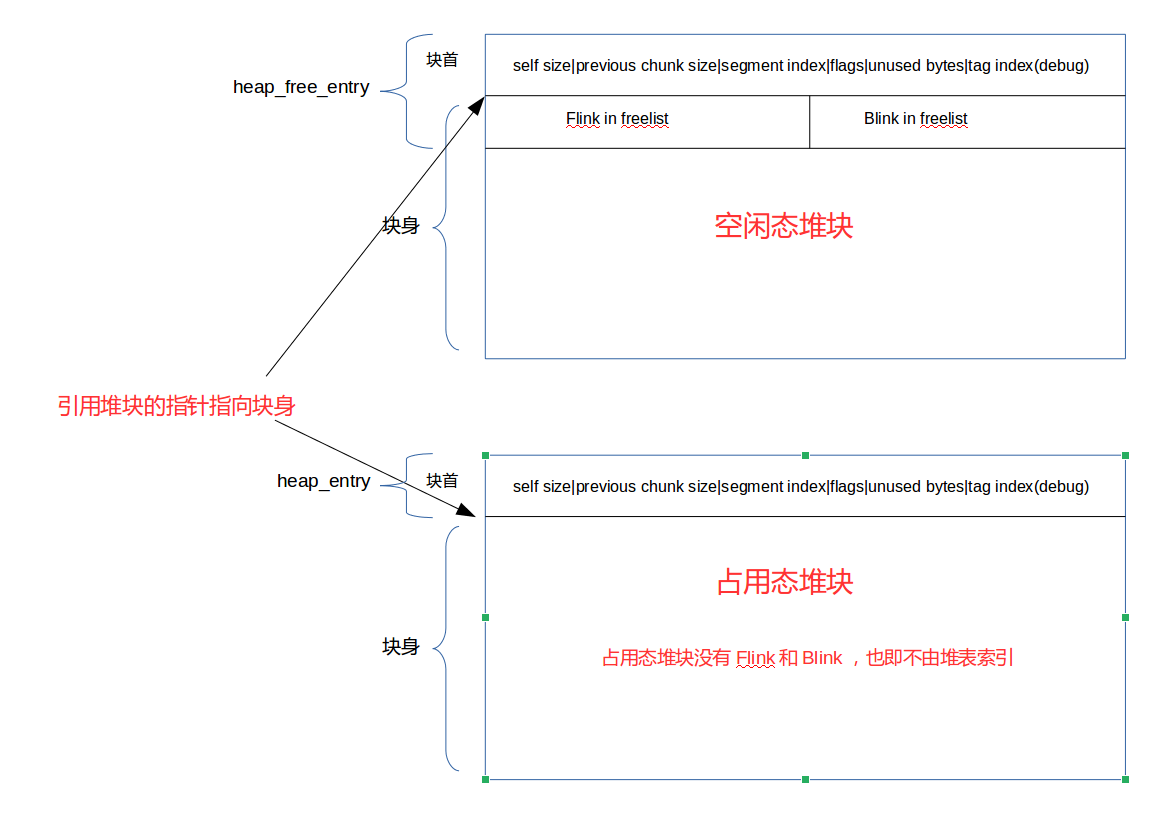 块首
self size|previous chunk size|segment index|flags|unused bytes|tag index(debug)
heap_free_entry
Flink in freelist
Blink in freelist
块身
空闲态堆块
引用堆块的指针指向块身
heap_entry
块首
self size|previous chunk size|segment index|flags|unused bytes|tag index(debug)
占用态堆块
块身
占用态堆块没有 Flink 和 Blink ，也即不由堆表索引